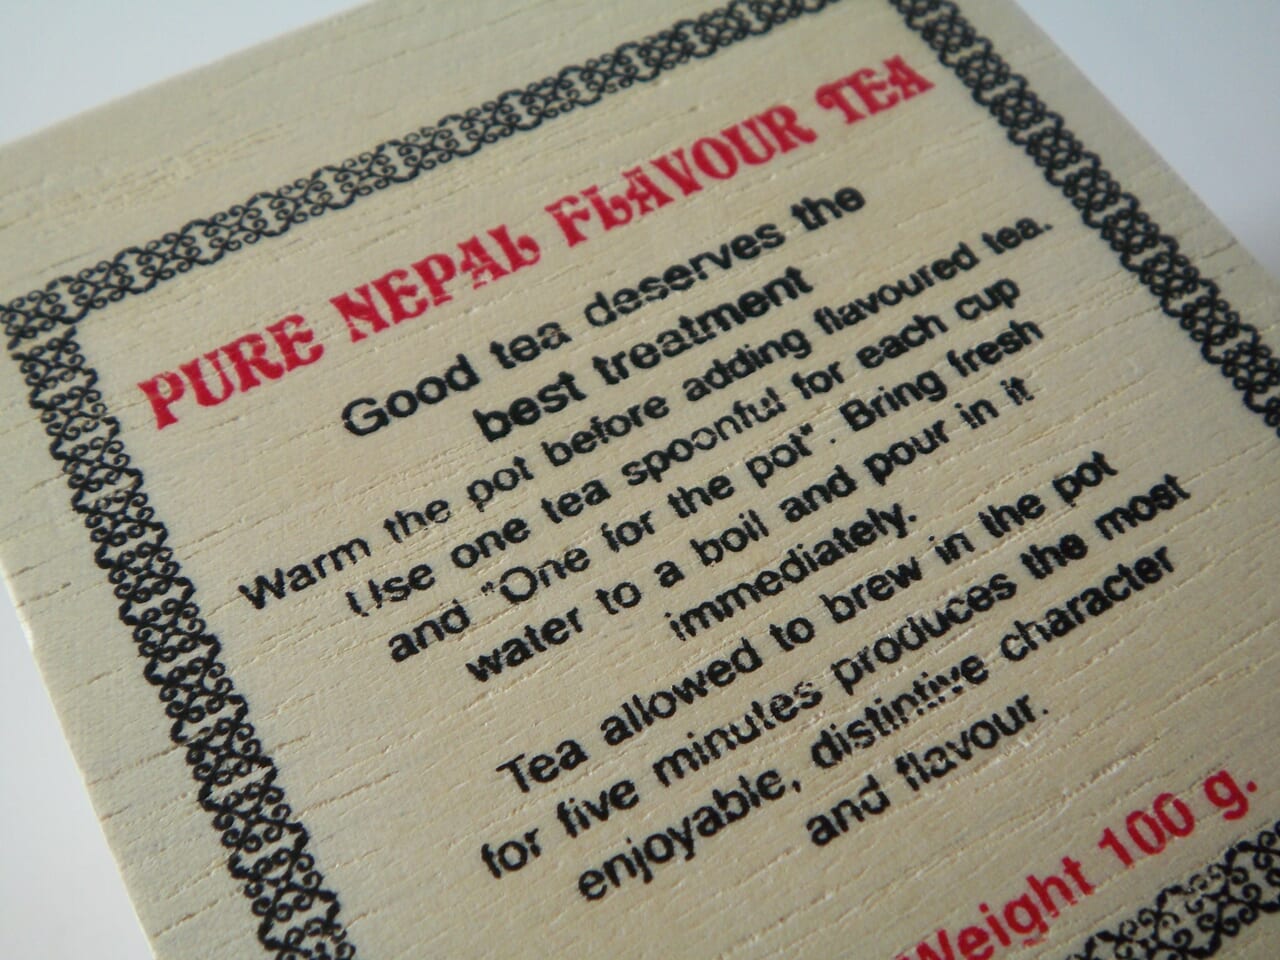 PURE NEPAL FLAVOUR TEA
Good tea deserves the
best treatment
Warm the pot before adding flavoured tea.
Use one tea spoonful for each cup
and "One for the pot". Bring fresh
water to a boil and pour in it
immediately.
Tea allowed to brew in the pot
for five minutes produces the most
enjoyable, distintive character
and flavour.
Weight 100 g.